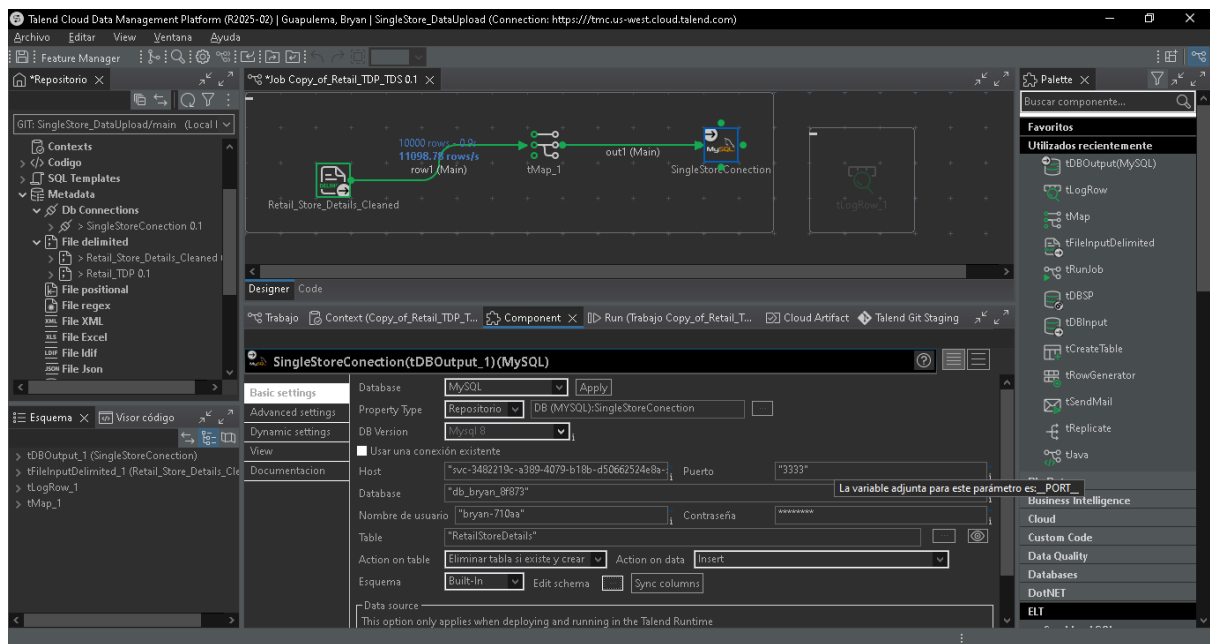 Talend Cloud Data Management Platform (R2025-02) | Guapulema, Bryan | SingleStore_DataUpload (Connection: https://tmc.us-west.cloud.talend.com)
Archivo Editar View Ventana Ayuda
Feature Manager
*Repositorio
GIT: SingleStore_DataUpload/main (Local I
Contexts
> </> Codigo
> SQL Templates
Metadata
Db Connections
> SingleStoreConection 0.1
File delimited
> Retail_Store_Details_Cleaned
> Retail_TDP 0.1
File positional
File regex
XML File XML
XLS File Excel
LDIF File ldif
JSON File Json
Esquema Visor código
> tDBOutput_1 (SingleStoreConection)
> tFileInputDelimited_1 (Retail_Store_Details_Cle
> tLogRow_1
> tMap_1
*Job Copy_of_Retail_TDP_TDS 0.1
10000 rows - 0.9s
11098.78 rows/s
row1 (Main)
Retail_Store_Details_Cleaned
tMap_1
out1 (Main)
SingleStoreConection
tLogRow_1
Designer Code
Trabajo Context (Copy_of_Retail_TDP_T... Component Run (Trabajo Copy_of_Retail_T... Cloud Artifact Talend Git Staging
SingleStoreConection(tDBOutput_1)(MySQL)
Basic settings
Advanced settings
Dynamic settings
View
Documentacion
Database MySQL Apply
Property Type Repositorio DB (MYSQL):SingleStoreConection
DB Version Mysql 8
Usar una conexión existente
Host "svc-3482219c-a389-4079-b18b-d50662524e8a- Puerto "3333"
La variable adjunta para este parámetro es:__PORT__
Database "db_bryan_8f873"
Nombre de usuario "bryan-710aa" Contraseña ********
Table "RetailStoreDetails"
Action on table Eliminar tabla si existe y crear Action on data Insert
Esquema Built-In Edit schema ... Sync columns
Data source
This option only applies when deploying and running in the Talend Runtime
Palette
Buscar componente...
Favoritos
Utilizados recientemente
tDBOutput(MySQL)
tLogRow
tMap
tFileInputDelimited
tRunJob
tDBSP
tDBInput
tCreateTable
tRowGenerator
tSendMail
tReplicate
tJava
Business Intelligence
Cloud
Custom Code
Data Quality
Databases
DotNET
ELT